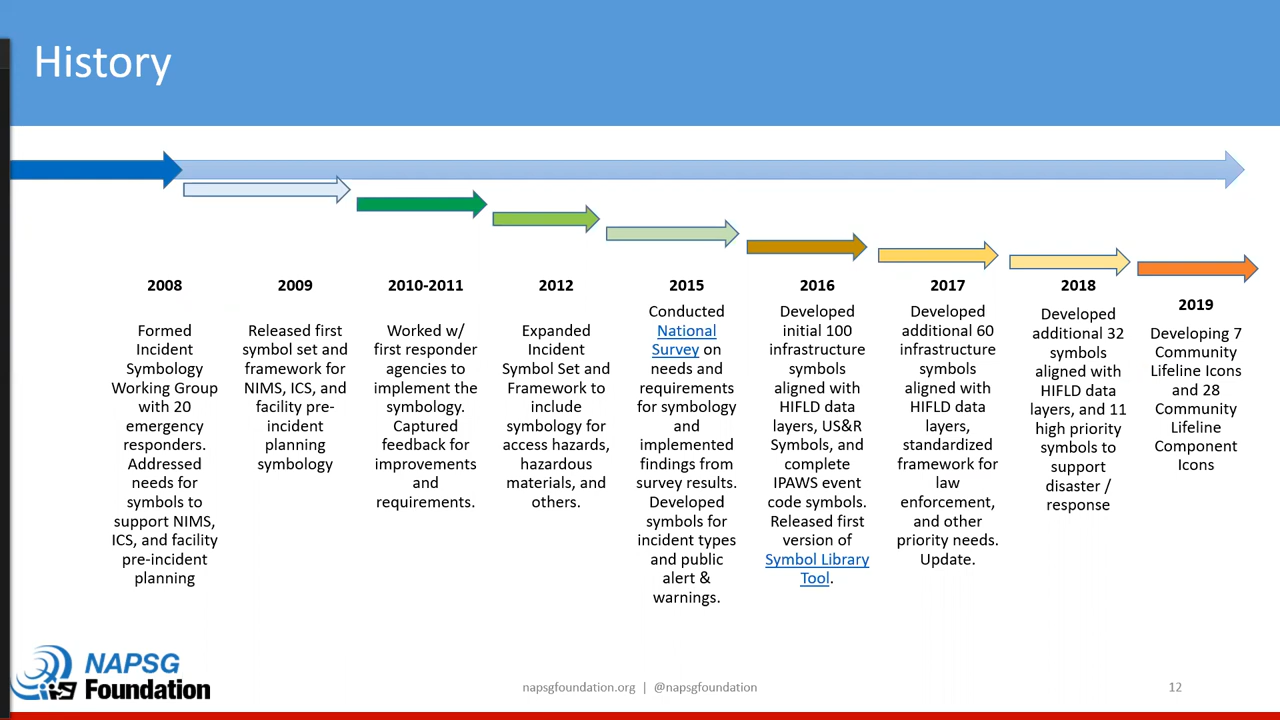 History
2008
Formed
Incident
Symbology
Working Group
with 20
emergency
responders.
Addressed
needs for
symbols to
support NIMS,
ICS, and facility
pre-incident
planning
2009
Released first
symbol set and
framework for
NIMS, ICS, and
facility pre-
incident
planning
symbology
2010-2011
Worked w/
first responder
agencies to
implement the
symbology.
Captured
feedback for
improvements
and
requirements.
2012
Expanded
Incident
Symbol Set and
Framework to
include
symbology for
access hazards,
hazardous
materials, and
others.
2015
Conducted
National
Survey on
needs and
requirements
for symbology
and
implemented
findings from
survey results.
Developed
symbols for
incident types
and public
alert &
warnings.
2016
Developed
initial 100
infrastructure
symbols
aligned with
HIFLD data
layers, US&R
Symbols, and
complete
IPAWS event
code symbols.
Released first
version of
Symbol Library
Tool.
2017
Developed
additional 60
infrastructure
symbols
aligned with
HIFLD data
layers,
standardized
framework for
law
enforcement,
and other
priority needs.
Update.
2018
Developed
additional 32
symbols
aligned with
HIFLD data
layers, and 11
high priority
symbols to
support
disaster /
response
2019
Developing 7
Community
Lifeline Icons
and 28
Community
Lifeline
Component
Icons
NAPSG
Foundation
napsgfoundation.org | @napsgfoundation
12